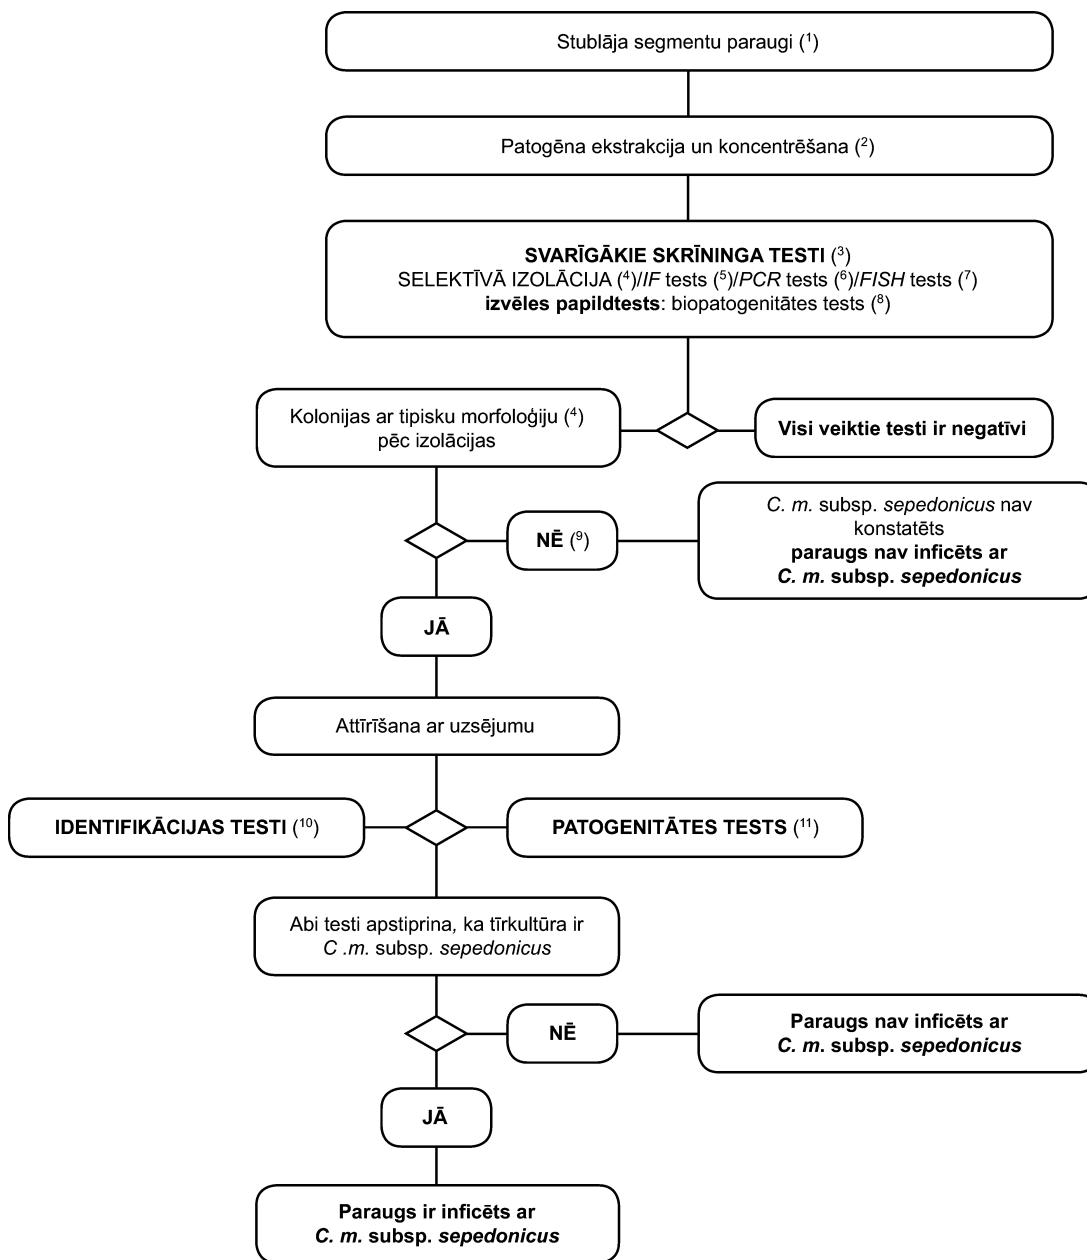 Stublāja segmentu paraugi (¹)
Patogēna ekstrakcija un koncentrēšana (²)
SVARĪGĀKIE SKRĪNINGA TESTI (³)
SELEKTĪVĀ IZOLĀCIJA (⁴)/IF tests (⁵)/PCR tests (⁶)/FISH tests (⁷)
izvēles papildtests: biopatogenitātes tests (⁸)
Kolonijas ar tipisku morfoloģiju (⁴)
pēc izolācijas
Visi veiktie testi ir negatīvi
NĒ (⁹)
C. m. subsp. sepedonicus nav
konstatēts
paraugs nav inficēts ar
C. m. subsp. sepedonicus
JĀ
Attīrīšana ar uzsējumu
IDENTIFIKĀCIJAS TESTI (¹⁰)
PATOGENITĀTES TESTS (¹¹)
Abi testi apstiprina, ka tīrkultūra ir
C .m. subsp. sepedonicus
NĒ
Paraugs nav inficēts ar
C. m. subsp. sepedonicus
JĀ
Paraugs ir inficēts ar
C. m. subsp. sepedonicus